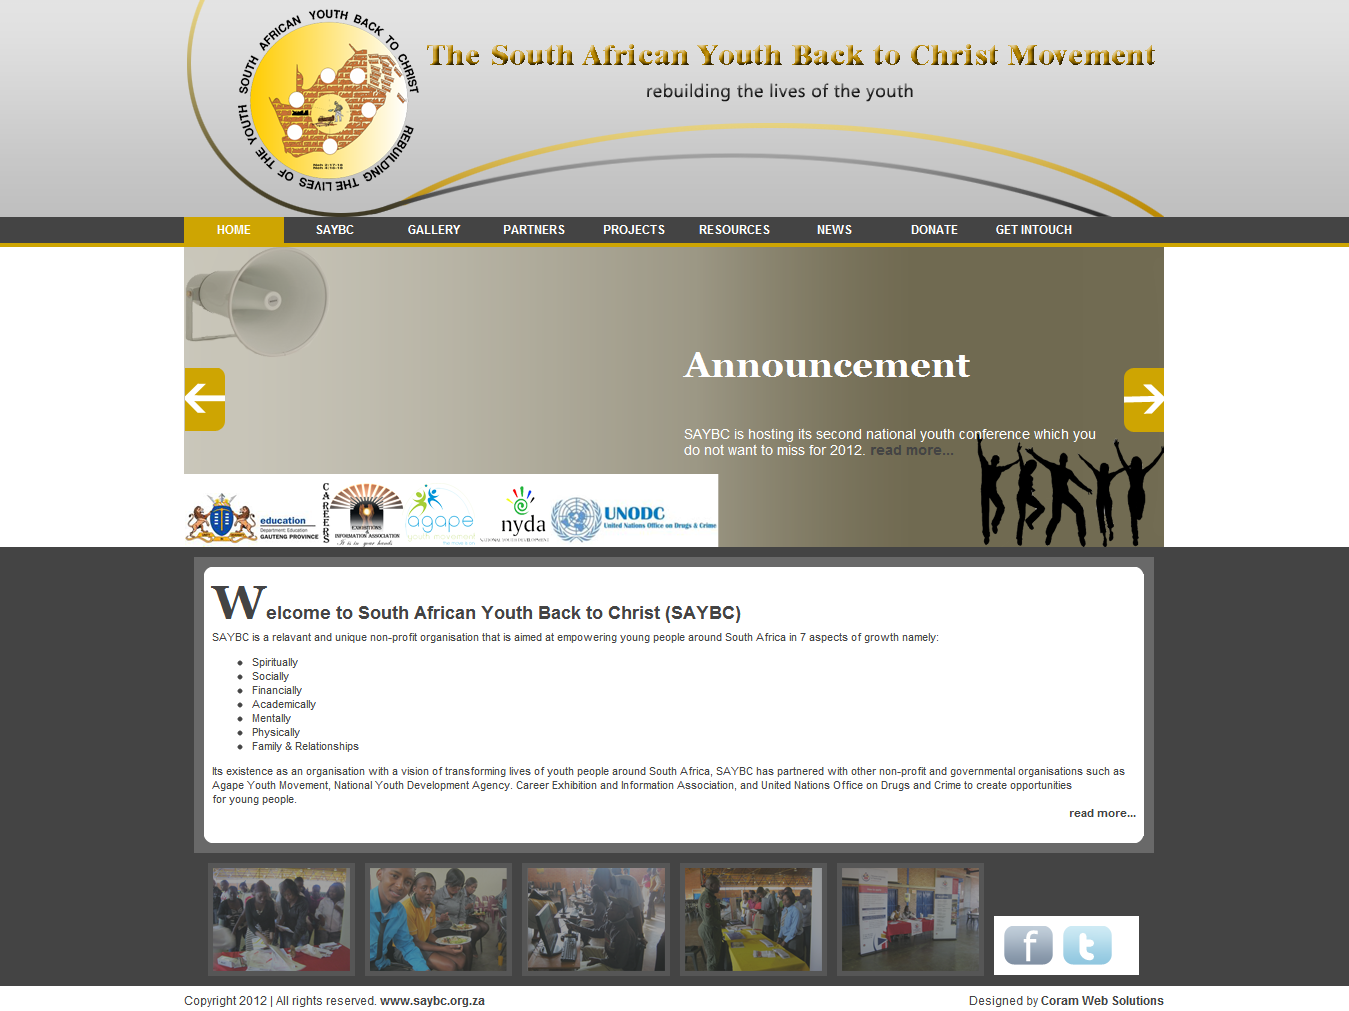 SOUTH AFRICAN YOUTH BACK TO CHRIST
REBUILDING THE LIVES OF THE YOUTH
The South African Youth Back to Christ Movement
rebuilding the lives of the youth
HOME SAYBC GALLERY PARTNERS PROJECTS RESOURCES NEWS DONATE GET INTOUCH
Announcement
SAYBC is hosting its second national youth conference which you
do not want to miss for 2012. read more...
education
Department: Education
GAUTENG PROVINCE
CAREERS
EXHIBITIONS
&
INFORMATION ASSOCIATION
It is in your hands
agape
youth movement
nyda
NATIONAL YOUTH DEVELOPMENT
UNODC
United Nations Office on Drugs & Crime
Welcome to South African Youth Back to Christ (SAYBC)
SAYBC is a relavant and unique non-profit organisation that is aimed at empowering young people around South Africa in 7 aspects of growth namely:
Spiritually
Socially
Financially
Academically
Mentally
Physically
Family & Relationships
Its existence as an organisation with a vision of transforming lives of youth people around South Africa, SAYBC has partnered with other non-profit and governmental organisations such as
Agape Youth Movement, National Youth Development Agency. Career Exhibition and Information Association, and United Nations Office on Drugs and Crime to create opportunities
for young people.
read more...
f t
Copyright 2012 | All rights reserved. www.saybc.org.za
Designed by Coram Web Solutions